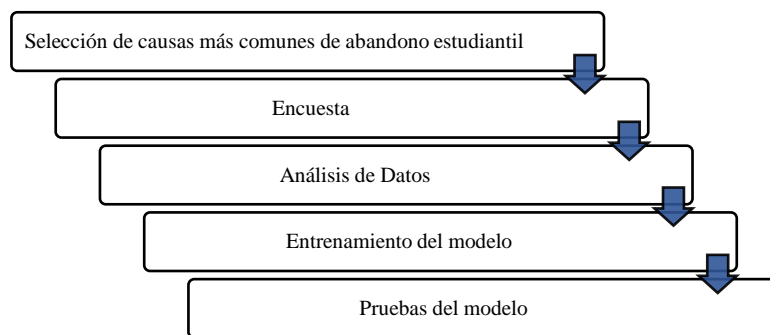 Selección de causas más comunes de abandono estudiantil
Encuesta
Análisis de Datos
Entrenamiento del modelo
Pruebas del modelo